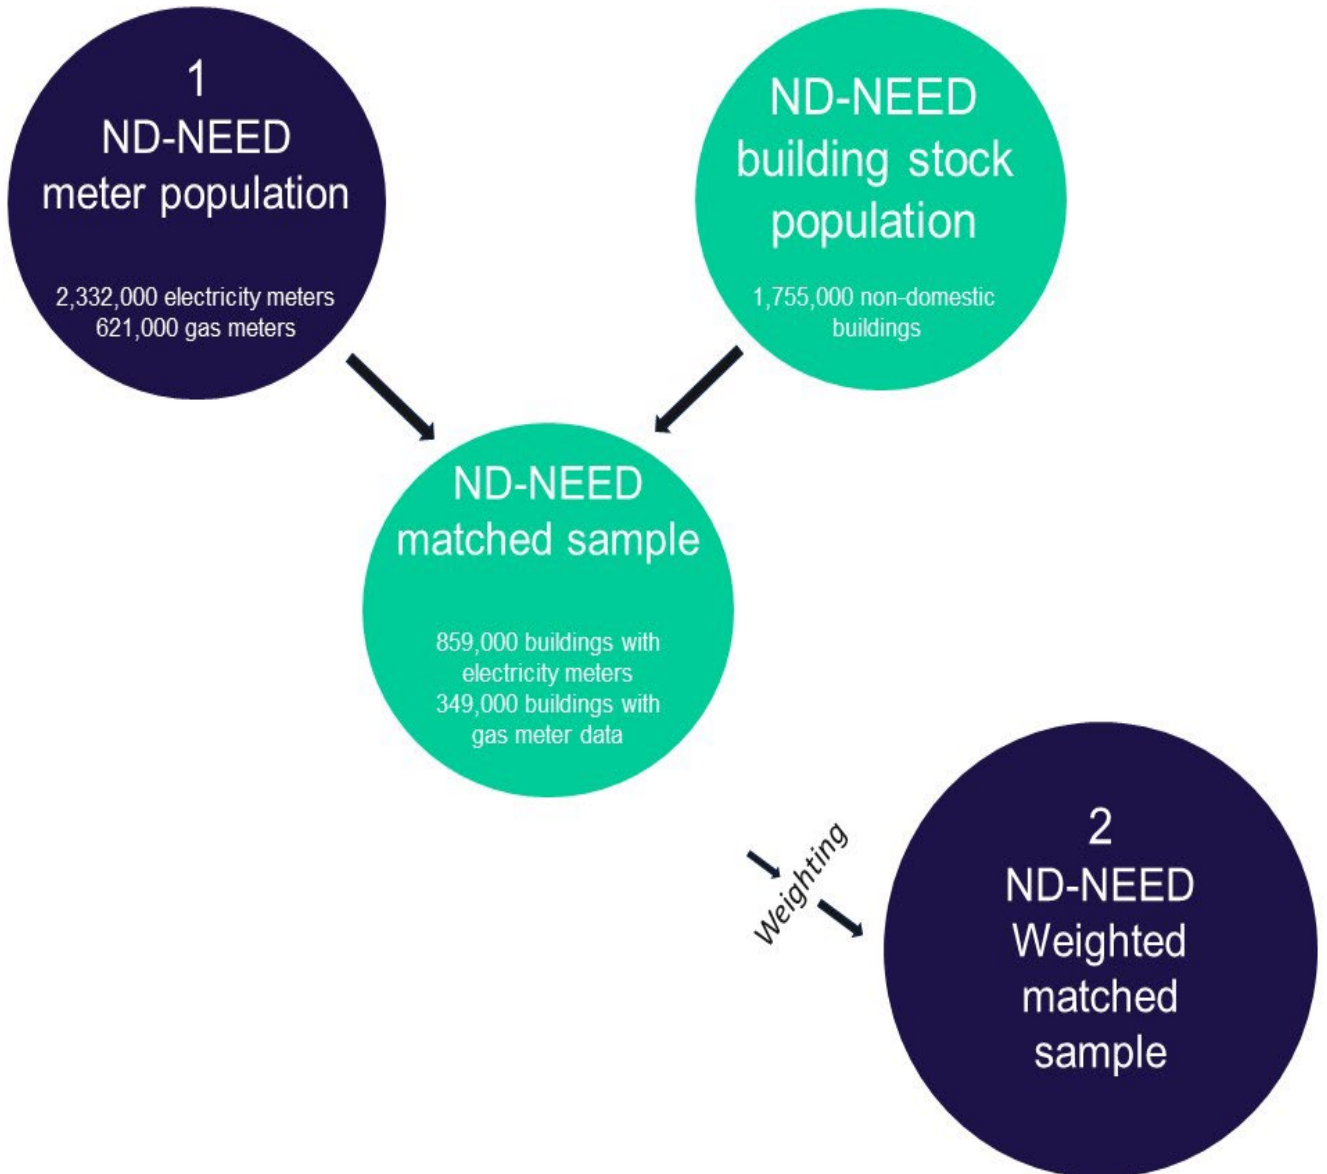 1
ND-NEED
meter population
2,332,000 electricity meters
621,000 gas meters
ND-NEED
building stock
population
1,755,000 non-domestic
buildings
ND-NEED
matched sample
859,000 buildings with
electricity meters
349,000 buildings with
gas meter data
Weighting
2
ND-NEED
Weighted
matched
sample